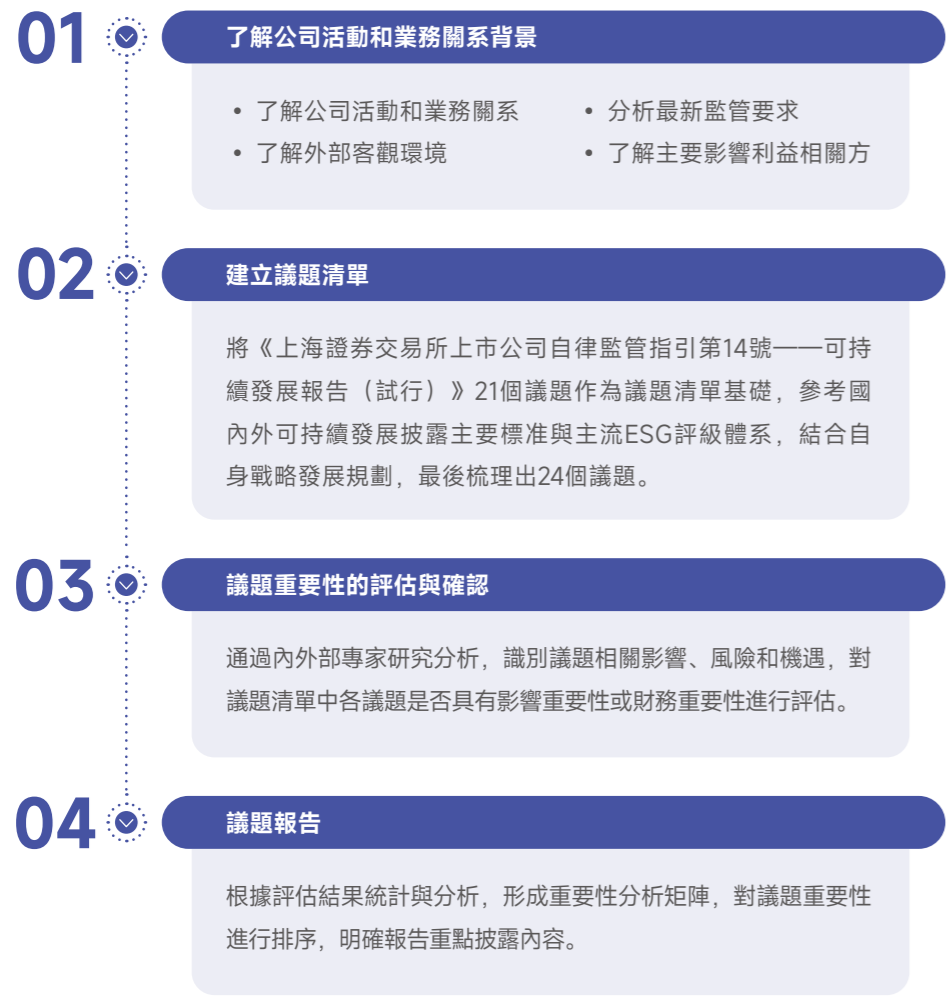 01
了解公司活動和業務關系背景
• 了解公司活動和業務關系
• 分析最新監管要求
• 了解外部客觀環境
• 了解主要影響利益相關方
02
建立議題清單
將《上海證券交易所上市公司自律監管指引第14號——可持
續發展報告（試行）》21個議題作為議題清單基礎，參考國
內外可持續發展披露主要標准與主流ESG評級體系，結合自
身戰略發展規劃，最後梳理出24個議題。
03
議題重要性的評估與確認
通過內外部專家研究分析，識別議題相關影響、風險和機遇，對
議題清單中各議題是否具有影響重要性或財務重要性進行評估。
04
議題報告
根據評估結果統計與分析，形成重要性分析矩陣，對議題重要性
進行排序，明確報告重點披露內容。